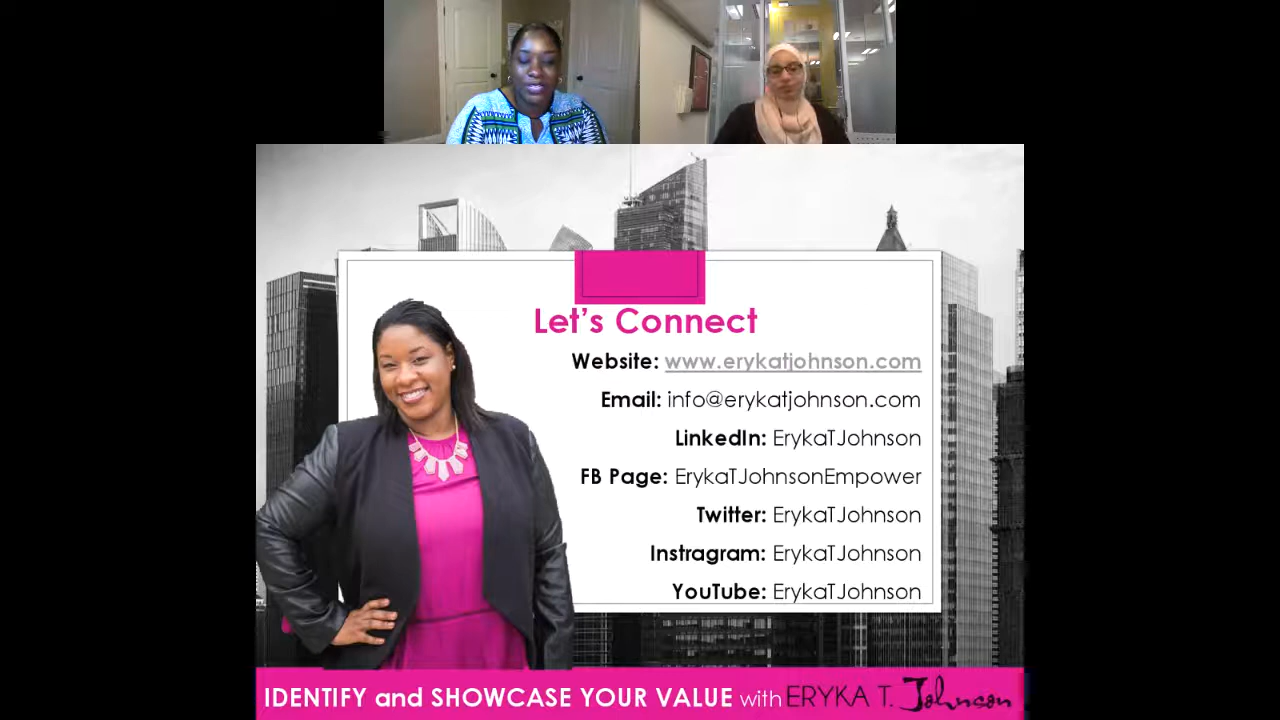 Let's Connect
Website: www.erykatjohnson.com
Email: info@erykatjohnson.com
LinkedIn: ErykaTJohnson
FB Page: ErykaTJohnsonEmpower
Twitter: ErykaTJohnson
Instragram: ErykaTJohnson
YouTube: ErykaTJohnson
IDENTIFY and SHOWCASE YOUR VALUE with ERYKA T. Johnson